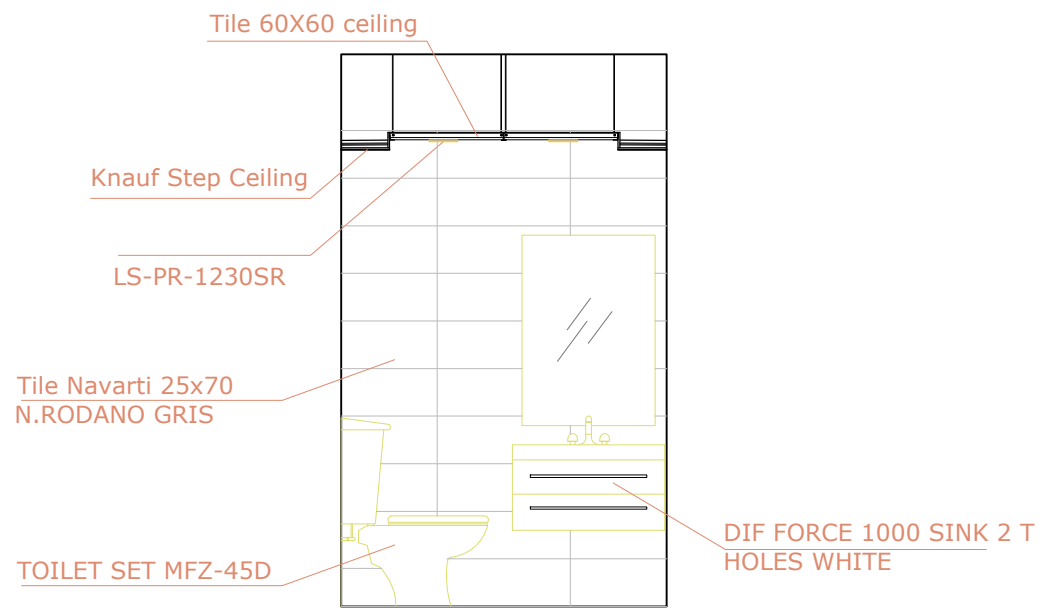 Tile 60X60 ceiling
Knauf Step Ceiling
LS-PR-1230SR
Tile Navarti 25x70
N.RODANO GRIS
TOILET SET MFZ-45D
DIF FORCE 1000 SINK 2 T
HOLES WHITE